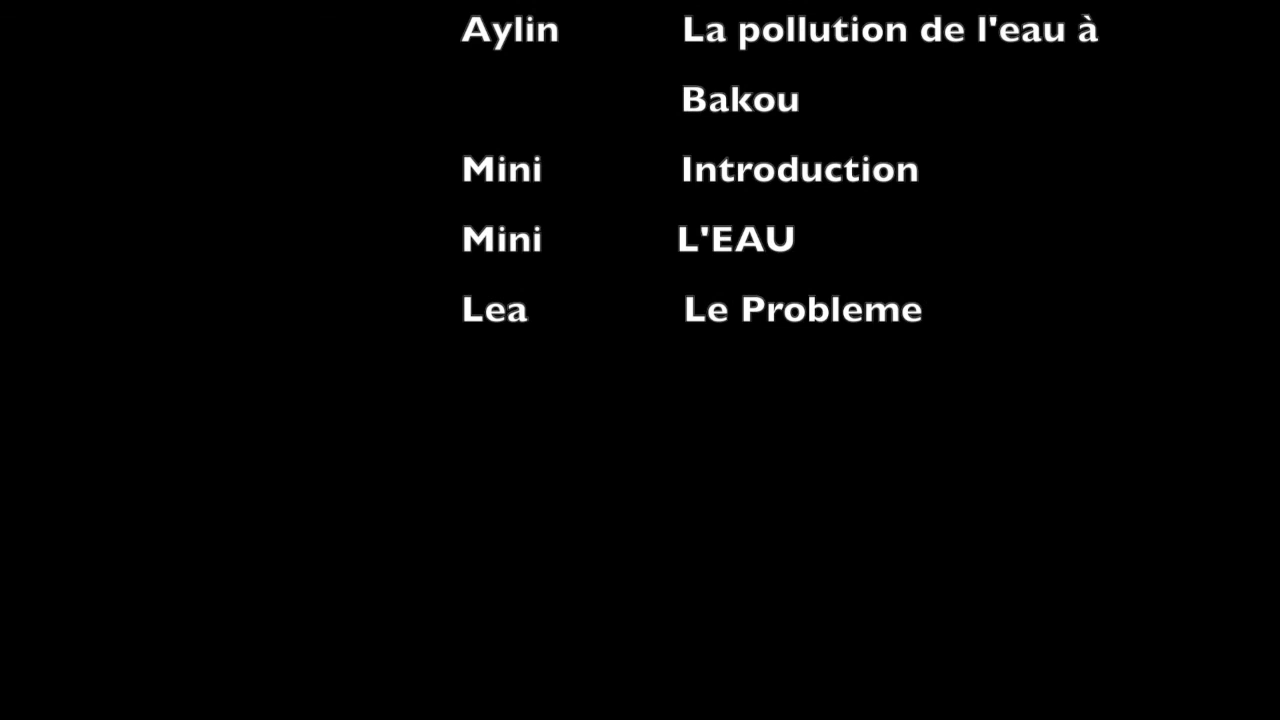 Aylin La pollution de l'eau à
Bakou
Mini Introduction
Mini L'EAU
Lea Le Probleme